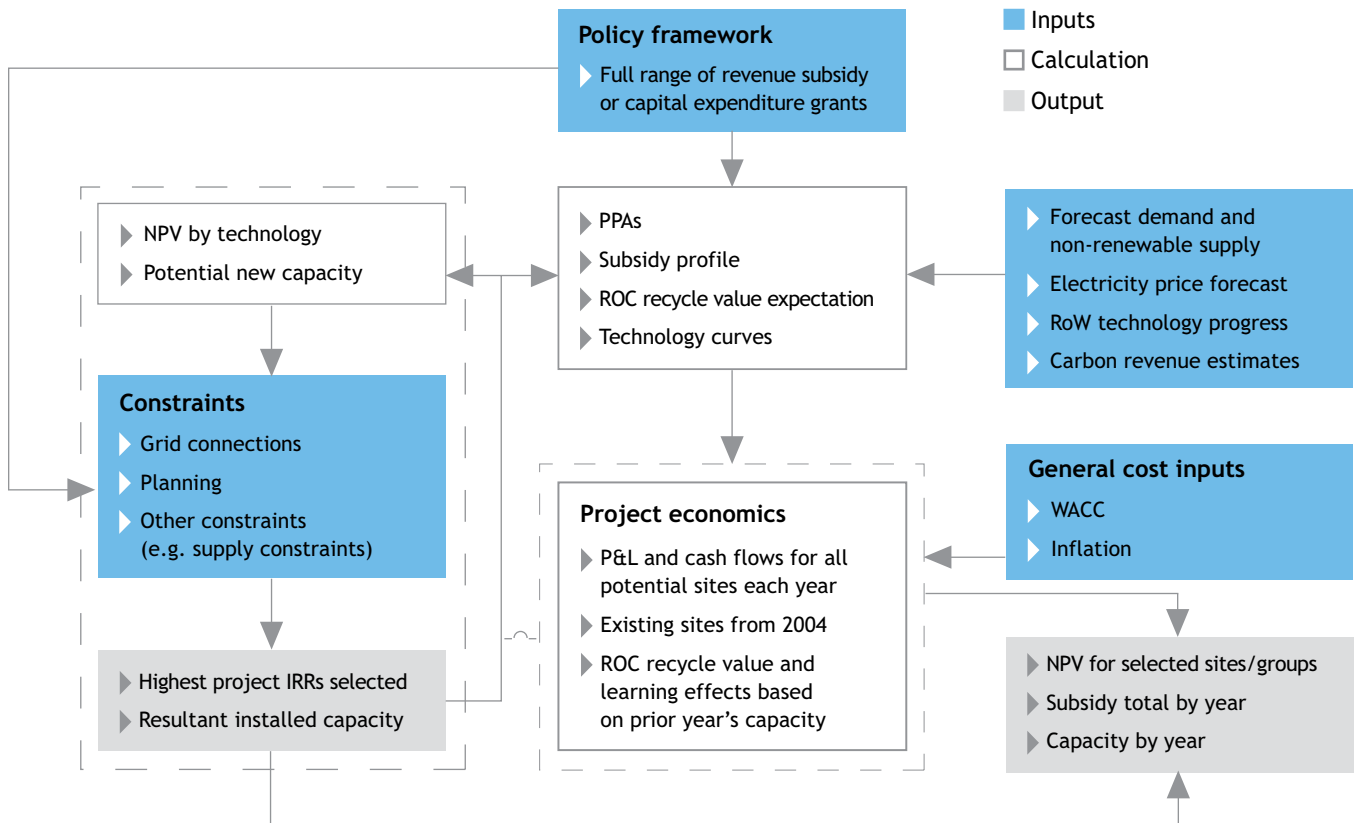 Policy framework
Full range of revenue subsidy
or capital expenditure grants
Inputs
Calculation
Output
NPV by technology
Potential new capacity
PPAs
Subsidy profile
ROC recycle value expectation
Technology curves
Forecast demand and
non-renewable supply
Electricity price forecast
RoW technology progress
Carbon revenue estimates
Constraints
Grid connections
Planning
Other constraints
(e.g. supply constraints)
Project economics
P&L and cash flows for all
potential sites each year
Existing sites from 2004
ROC recycle value and
learning effects based
on prior year's capacity
General cost inputs
WACC
Inflation
Highest project IRRs selected
Resultant installed capacity
NPV for selected sites/groups
Subsidy total by year
Capacity by year